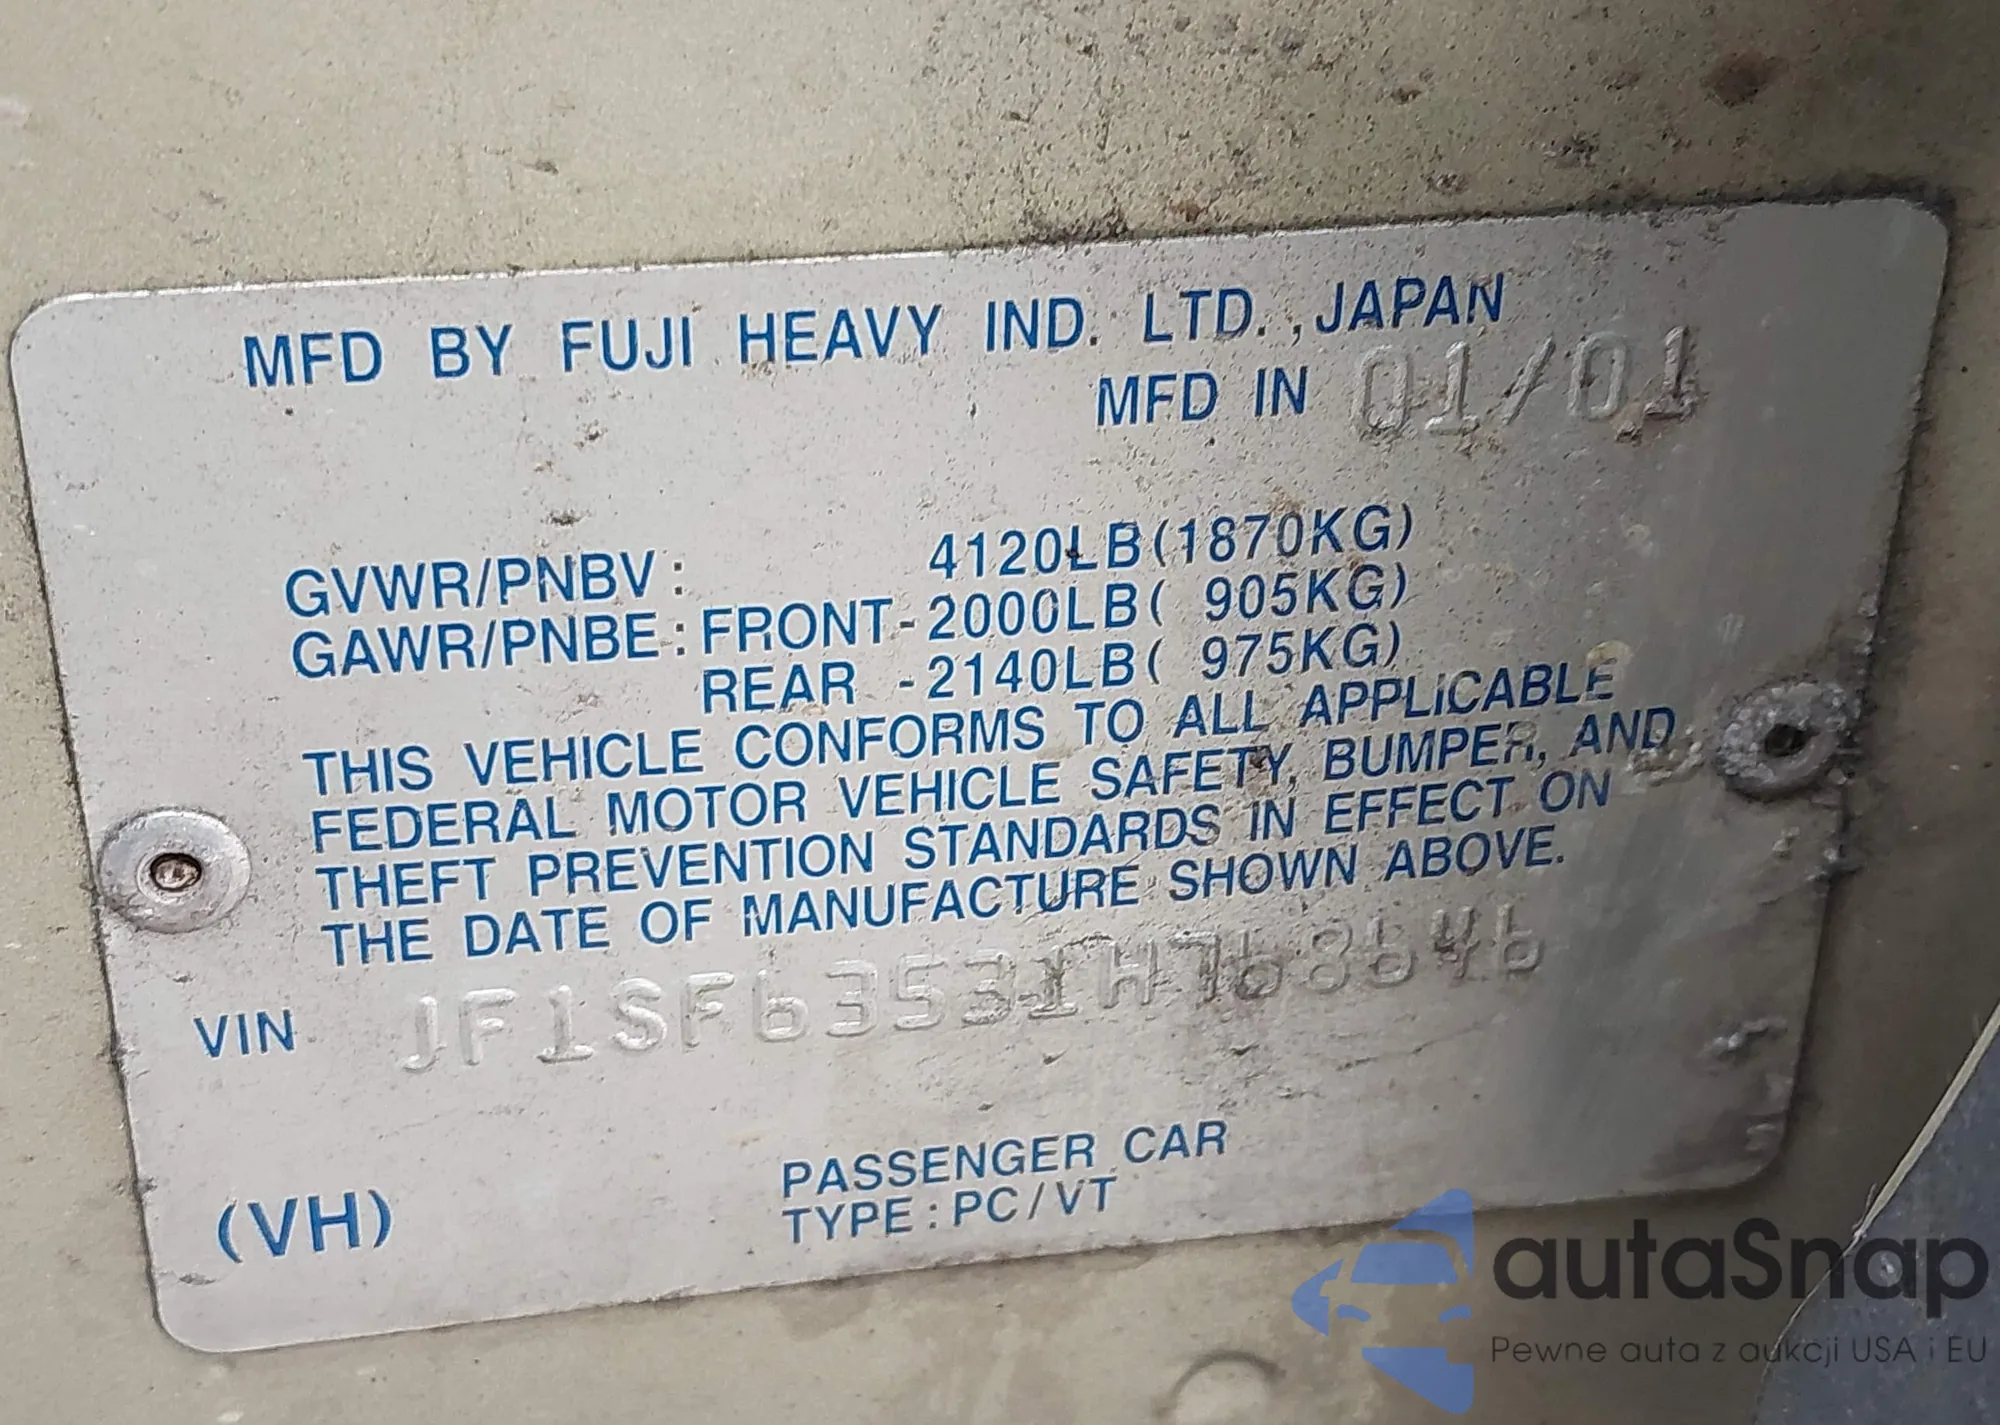 MFD BY FUJI HEAVY IND. LTD.,JAPAN
MFD IN 01/01
GVWR/PNBV: 4120LB(1870KG)
GAWR/PNBE:FRONT-2000LB( 905KG)
REAR -2140LB( 975KG)
THIS VEHICLE CONFORMS TO ALL APPLICABLE
FEDERAL MOTOR VEHICLE SAFETY, BUMPER, AND
THEFT PREVENTION STANDARDS IN EFFECT ON
THE DATE OF MANUFACTURE SHOWN ABOVE.
VIN JF1SF63531H768646
(VH)
PASSENGER CAR
TYPE:PC/VT
autaSnap
Pewne auta z aukcji USA i EU